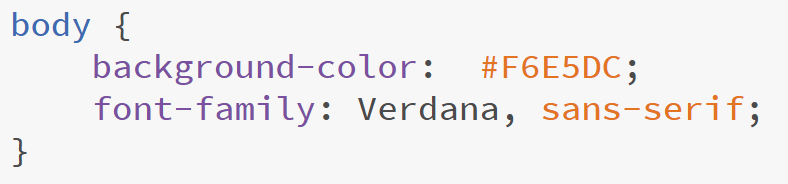 body {
    background-color:  #F6E5DC;
    font-family: Verdana, sans-serif;
}